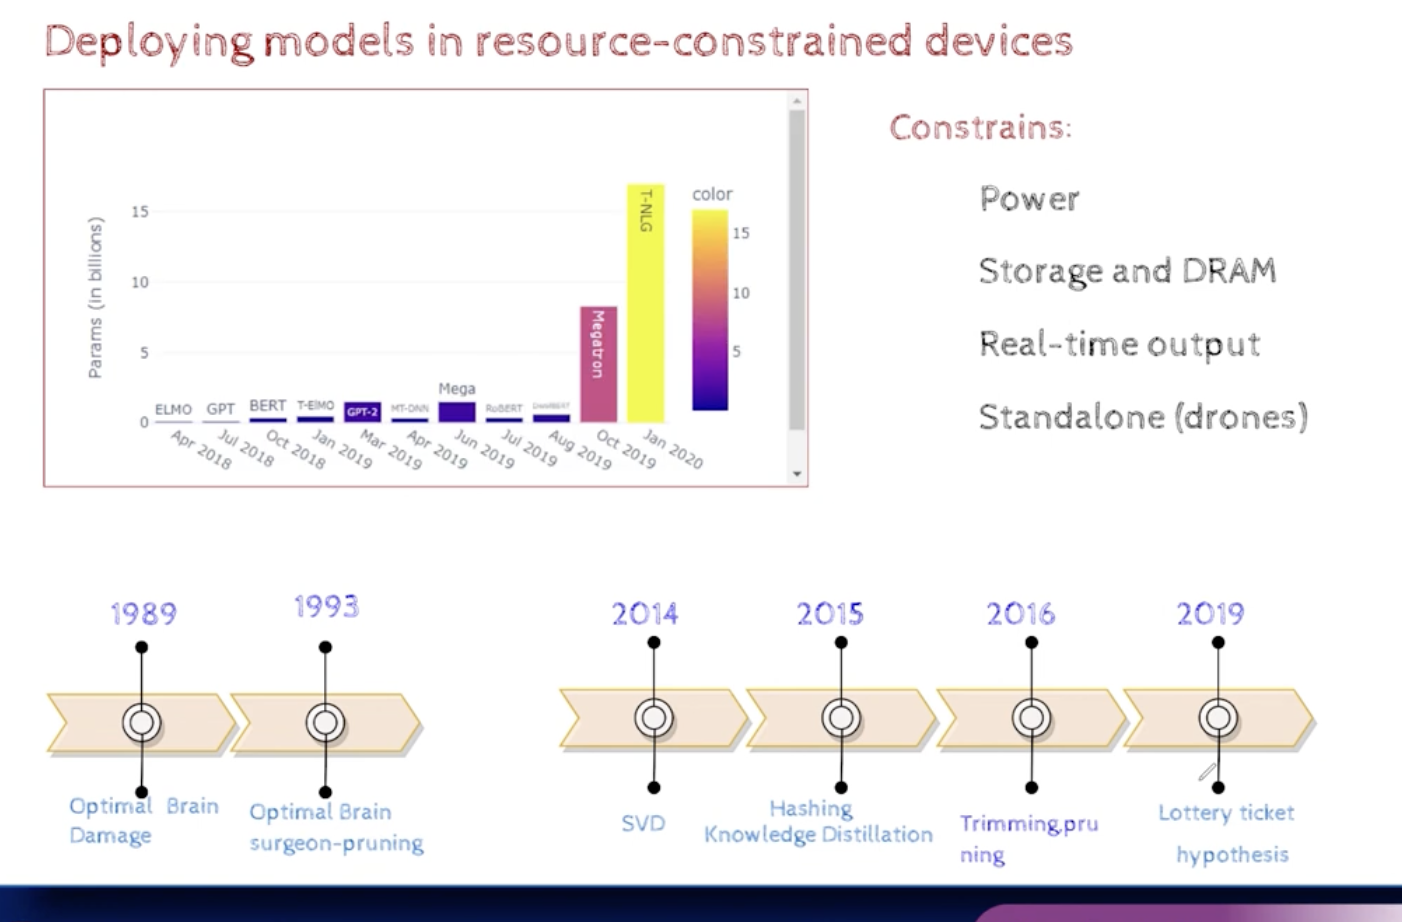 Deploying models in resource-constrained devices
Constrains:
Power
Storage and DRAM
Real-time output
Standalone (drones)
Params (in billions)
15
10
5
0
ELMO
GPT
BERT
T-ElMO
GPT-2
MT-DNN
Mega
RoBERT
Megatron
T-NLG
Apr 2018
Jul 2018
Oct 2018
Jan 2019
Mar 2019
Apr 2019
Jun 2019
Jul 2019
Aug 2019
Oct 2019
Jan 2020
color
15
10
5
1989
1993
2014
2015
2016
2019
Optimal Brain
Damage
Optimal Brain
surgeon-pruning
SVD
Hashing
Knowledge Distillation
Trimming,pru
ning
Lottery ticket
hypothesis